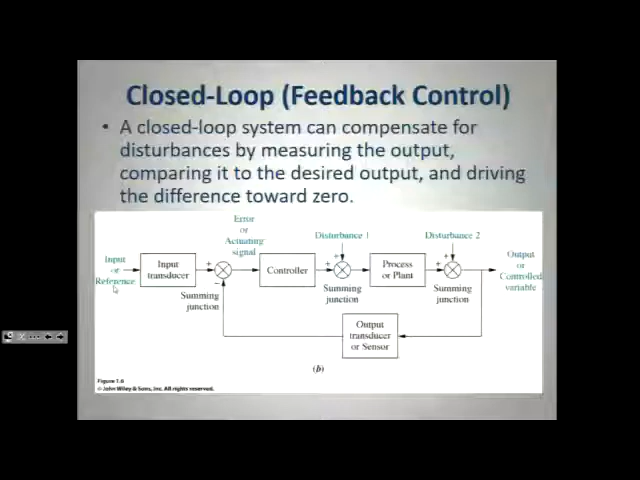 Closed-Loop (Feedback Control)
• A closed-loop system can compensate for
disturbances by measuring the output,
comparing it to the desired output, and driving
the difference toward zero.
Error
or
Actuating
signal
Disturbance 1
Disturbance 2
Input
or
Reference
Input
transducer
+
−
Summing
junction
Controller
+
+
Summing
junction
Process
or Plant
+
+
Summing
junction
Output
or
Controlled
variable
Output
transducer
or Sensor
(b)
Figure 1.6
© John Wiley & Sons, Inc. All rights reserved.